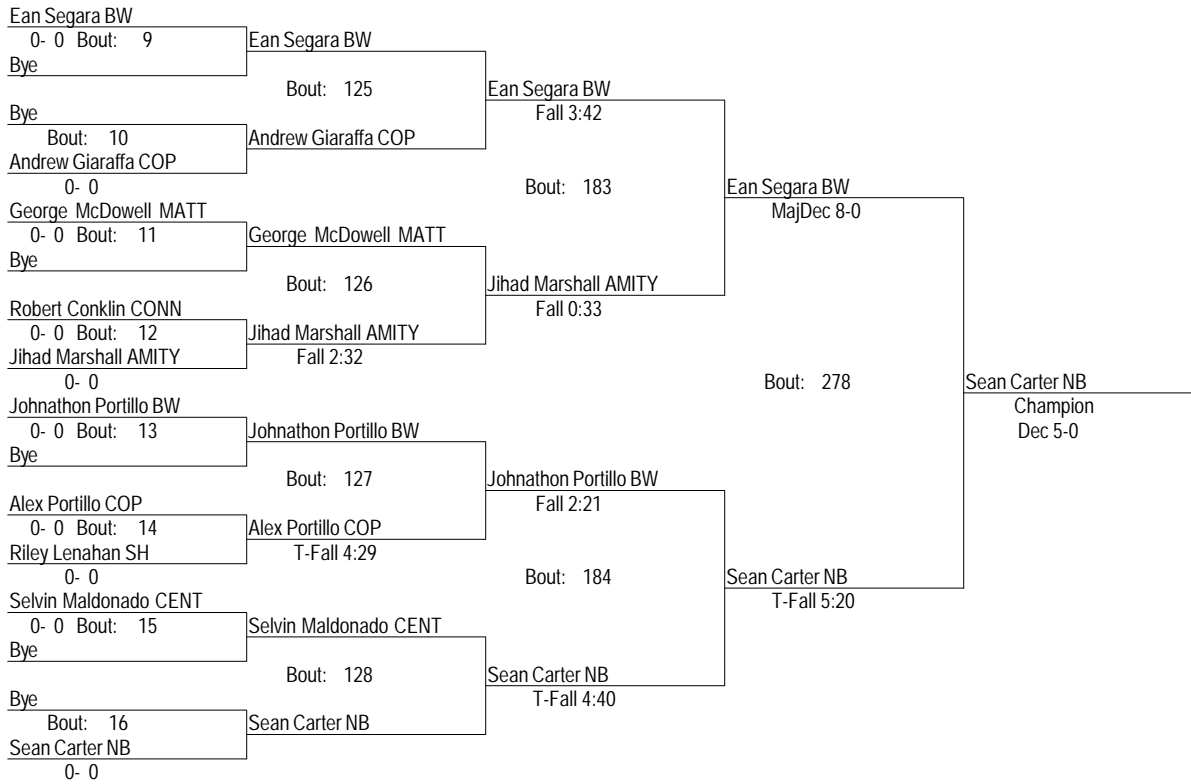 Ean Segara BW
0- 0 Bout: 9
Bye
Bye
Bout: 10
Andrew Giaraffa COP
0- 0
George McDowell MATT
0- 0 Bout: 11
Bye
Robert Conklin CONN
0- 0 Bout: 12
Jihad Marshall AMITY
0- 0
Johnathon Portillo BW
0- 0 Bout: 13
Bye
Alex Portillo COP
0- 0 Bout: 14
Riley Lenahan SH
0- 0
Selvin Maldonado CENT
0- 0 Bout: 15
Bye
Bye
Bout: 16
Sean Carter NB
0- 0
Ean Segara BW
Bout: 125
Andrew Giaraffa COP
George McDowell MATT
Bout: 126
Jihad Marshall AMITY
Fall 2:32
Johnathon Portillo BW
Bout: 127
Alex Portillo COP
T-Fall 4:29
Selvin Maldonado CENT
Bout: 128
Sean Carter NB
Ean Segara BW
Fall 3:42
Bout: 183
Jihad Marshall AMITY
Fall 0:33
Johnathon Portillo BW
Fall 2:21
Bout: 184
Sean Carter NB
T-Fall 4:40
Ean Segara BW
MajDec 8-0
Bout: 278
Sean Carter NB
T-Fall 5:20
Sean Carter NB
Champion
Dec 5-0